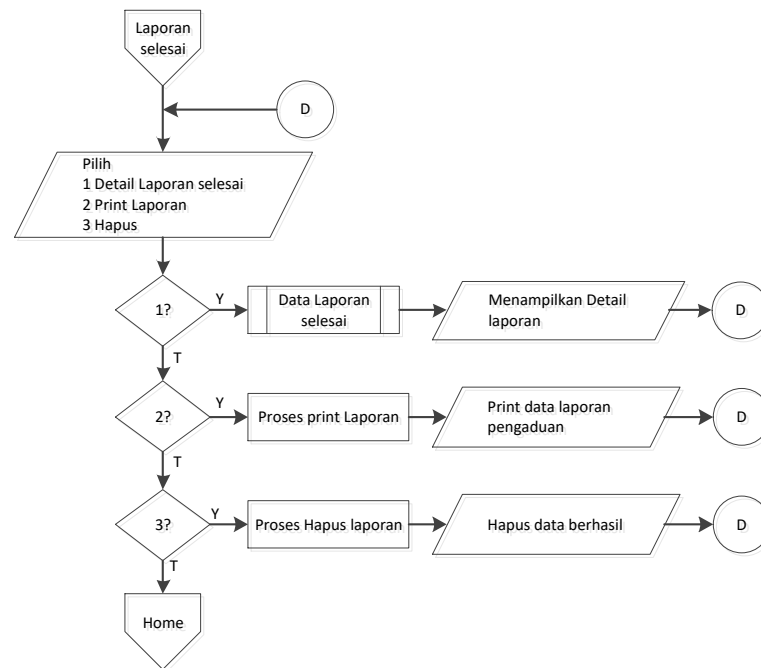 Laporan
selesai
D
Pilih
1 Detail Laporan selesai
2 Print Laporan
3 Hapus
1?
Y
Data Laporan
selesai
Menampilkan Detail
laporan
D
T
2?
Y
Proses print Laporan
Print data laporan
pengaduan
D
T
3?
Y
Proses Hapus laporan
Hapus data berhasil
D
T
Home